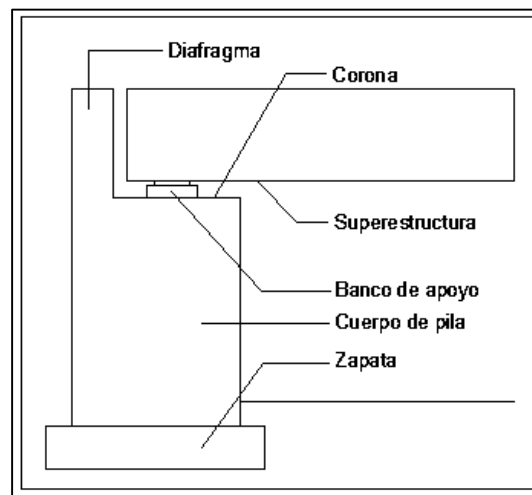 Diafragma
Corona
Superestructura
Banco de apoyo
Cuerpo de pila
Zapata